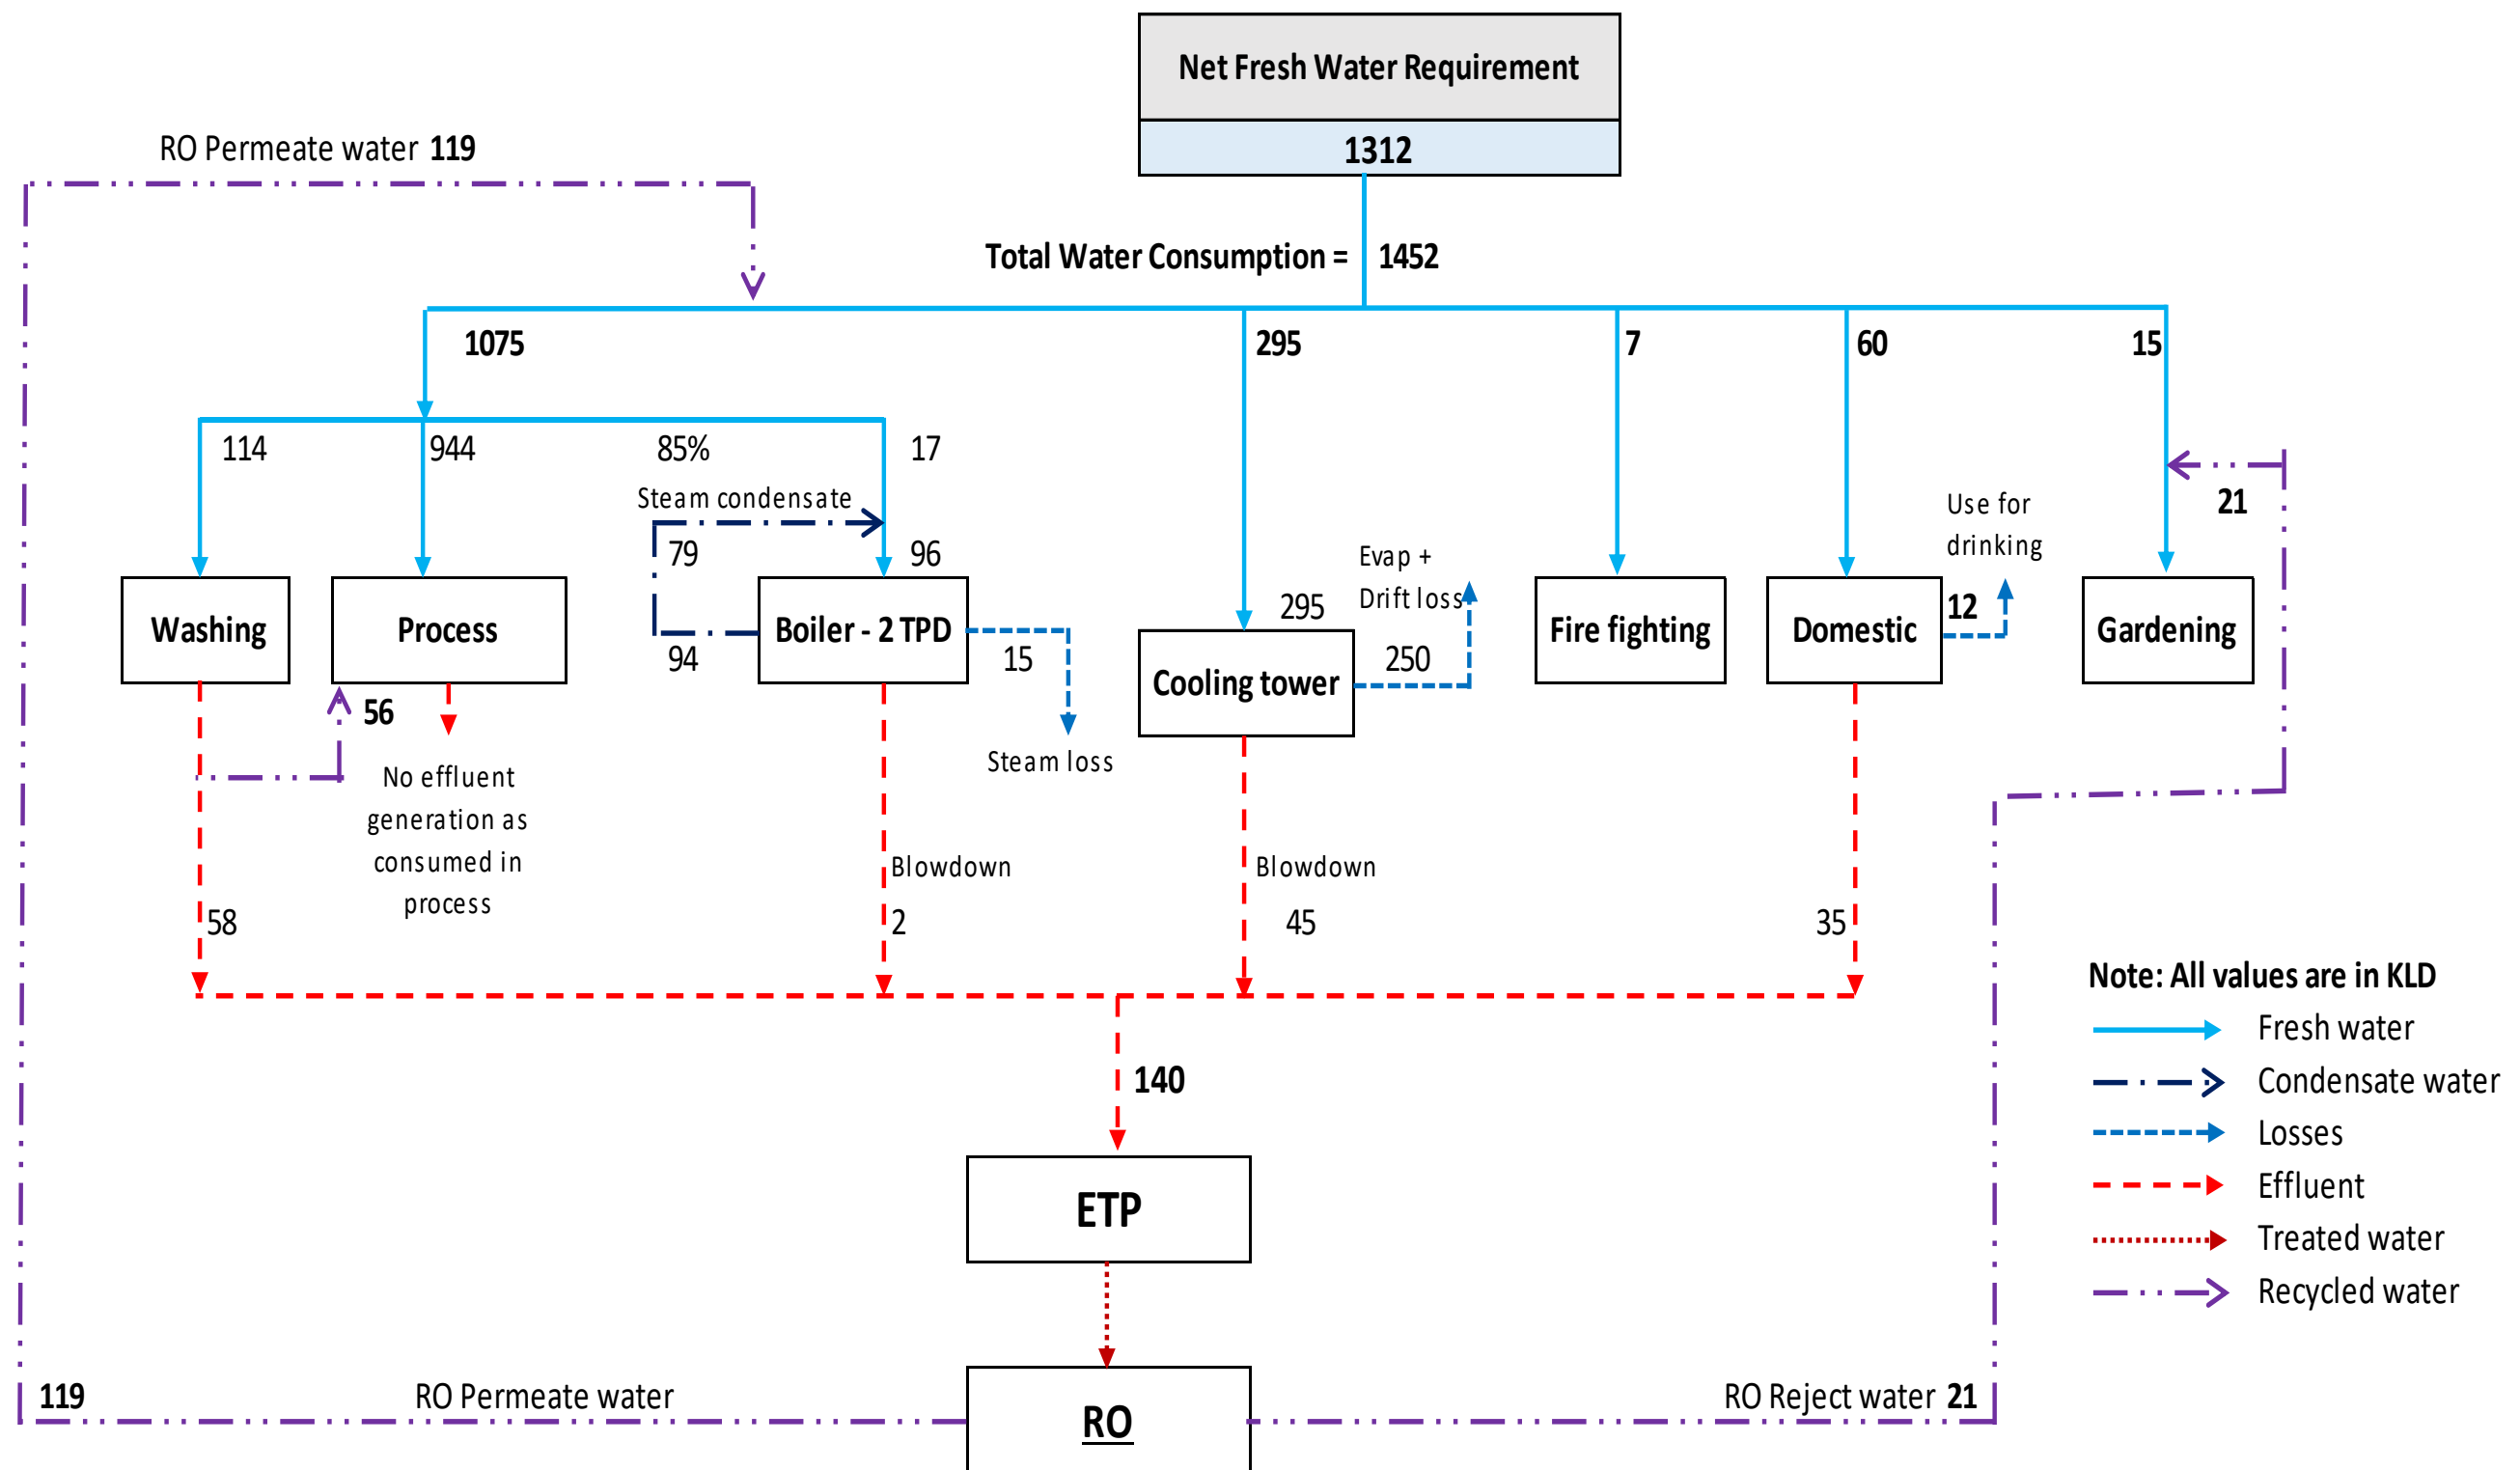 Net Fresh Water Requirement
1312
RO Permeate water 119
Total Water Consumption = 1452
1075
295
7
60
15
114
944
85%
17
Steam condensate
79
96
94
15
Steam loss
295
Evap +
Drift loss
250
Use for
drinking
12
21
Washing
Process
Boiler - 2 TPD
Cooling tower
Fire fighting
Domestic
Gardening
56
No effluent
generation as
consumed in
process
58
Blowdown
2
Blowdown
45
35
140
ETP
RO
119
RO Permeate water
RO Reject water 21
Note: All values are in KLD
Fresh water
Condensate water
Losses
Effluent
Treated water
Recycled water